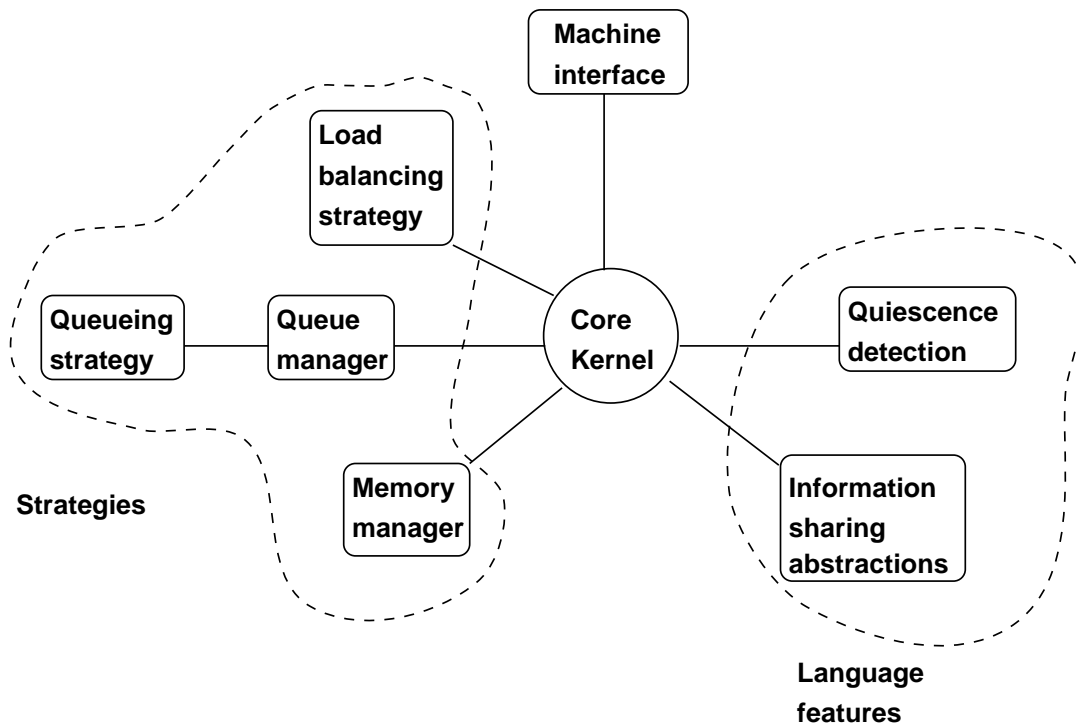 Machine
interface
Load
balancing
strategy
Queueing
strategy
Queue
manager
Core
Kernel
Quiescence
detection
Memory
manager
Information
sharing
abstractions
Strategies
Language
features